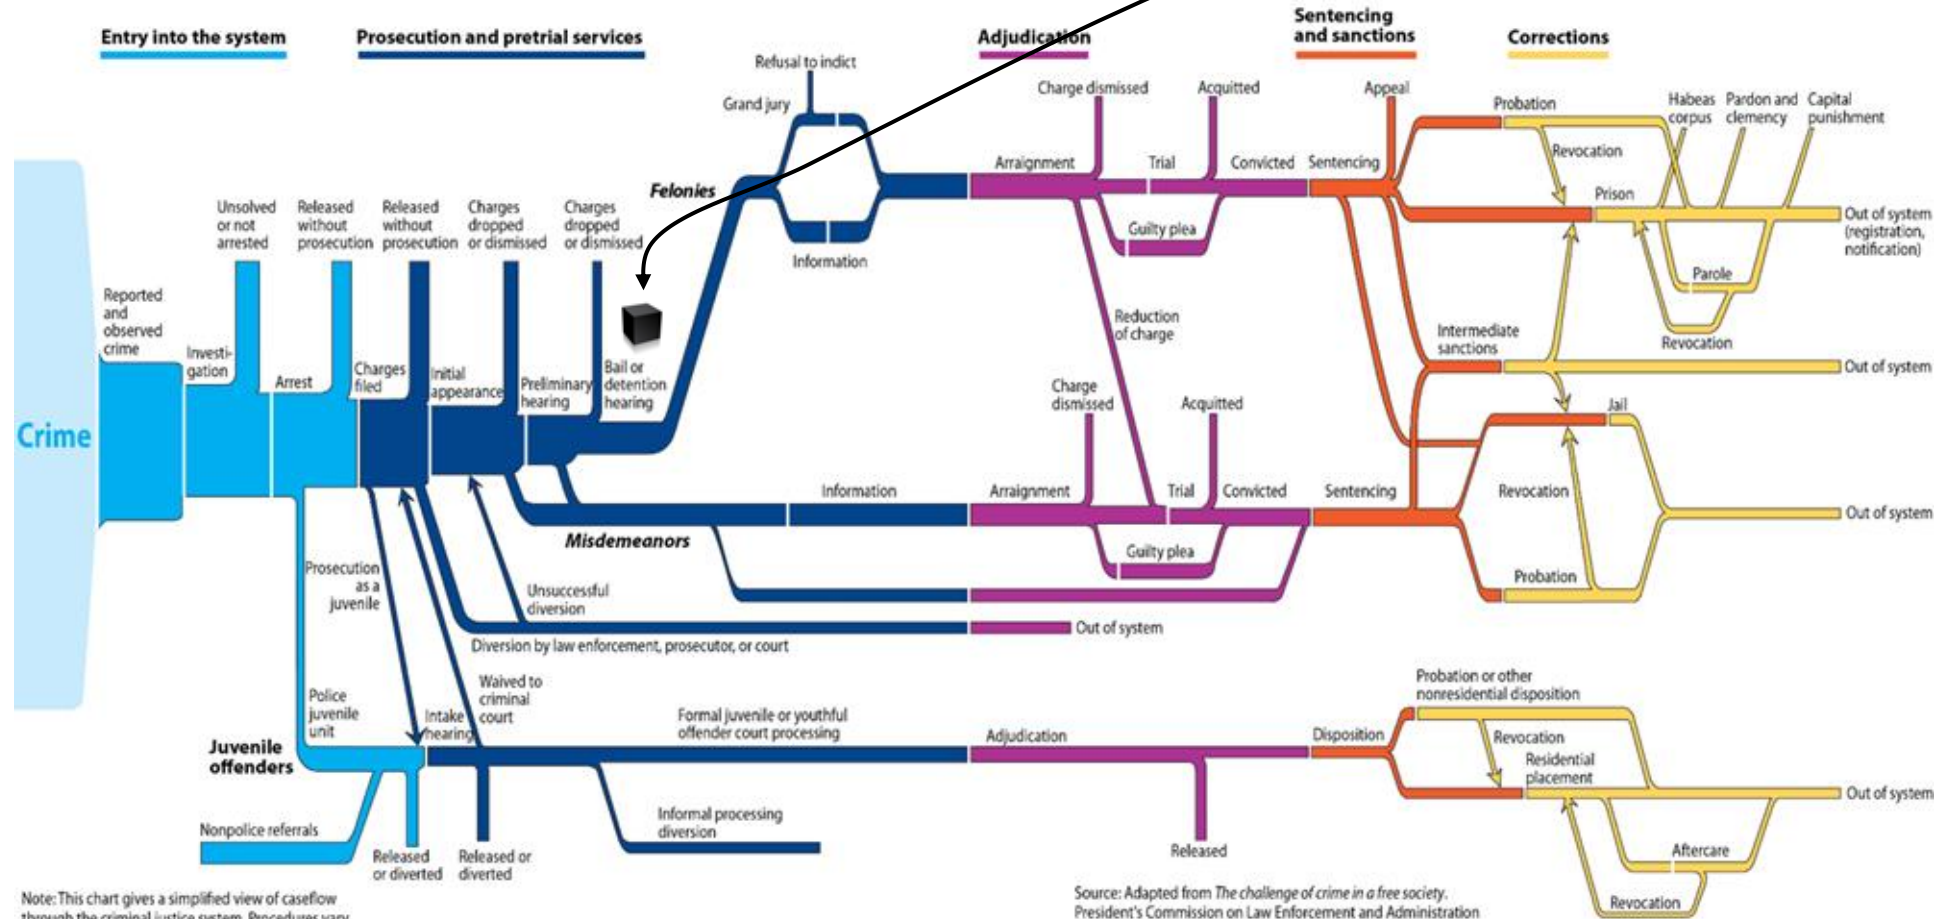 Entry into the system
Prosecution and pretrial services
Adjudication
Sentencing
and sanctions
Corrections
Refusal to indict
Grand jury
Felonies
Information
Charge dismissed
Acquitted
Appeal
Arraignment
Trial
Convicted
Sentencing
Guilty plea
Probation
Revocation
Prison
Habeas
corpus
Pardon and
clemency
Capital
punishment
Out of system
(registration,
notification)
Parole
Revocation
Unsolved
or not
arrested
Released
without
prosecution
Released
without
prosecution
Charges
dropped
or dismissed
Charges
dropped
or dismissed
Reported
and
observed
crime
Investi-
gation
Arrest
Charges
filed
Initial
appearance
Preliminary
hearing
Bail or
detention
hearing
Crime
Reduction
of charge
Intermediate
sanctions
Out of system
Charge
dismissed
Acquitted
Jail
Information
Misdemeanors
Arraignment
Trial
Convicted
Sentencing
Guilty plea
Revocation
Probation
Out of system
Prosecution
as a
juvenile
Unsuccessful
diversion
Diversion by law enforcement, prosecutor, or court
Out of system
Waived to
criminal
court
Police
juvenile
unit
Intake
hearing
Juvenile
offenders
Formal juvenile or youthful
offender court processing
Adjudication
Disposition
Probation or other
nonresidential disposition
Revocation
Residential
placement
Out of system
Nonpolice referrals
Released
or diverted
Released or
diverted
Informal processing
diversion
Released
Aftercare
Revocation
Note: This chart gives a simplified view of caseflow
through the criminal justice system. Procedures vary
Source: Adapted from The challenge of crime in a free society.
President's Commission on Law Enforcement and Administration